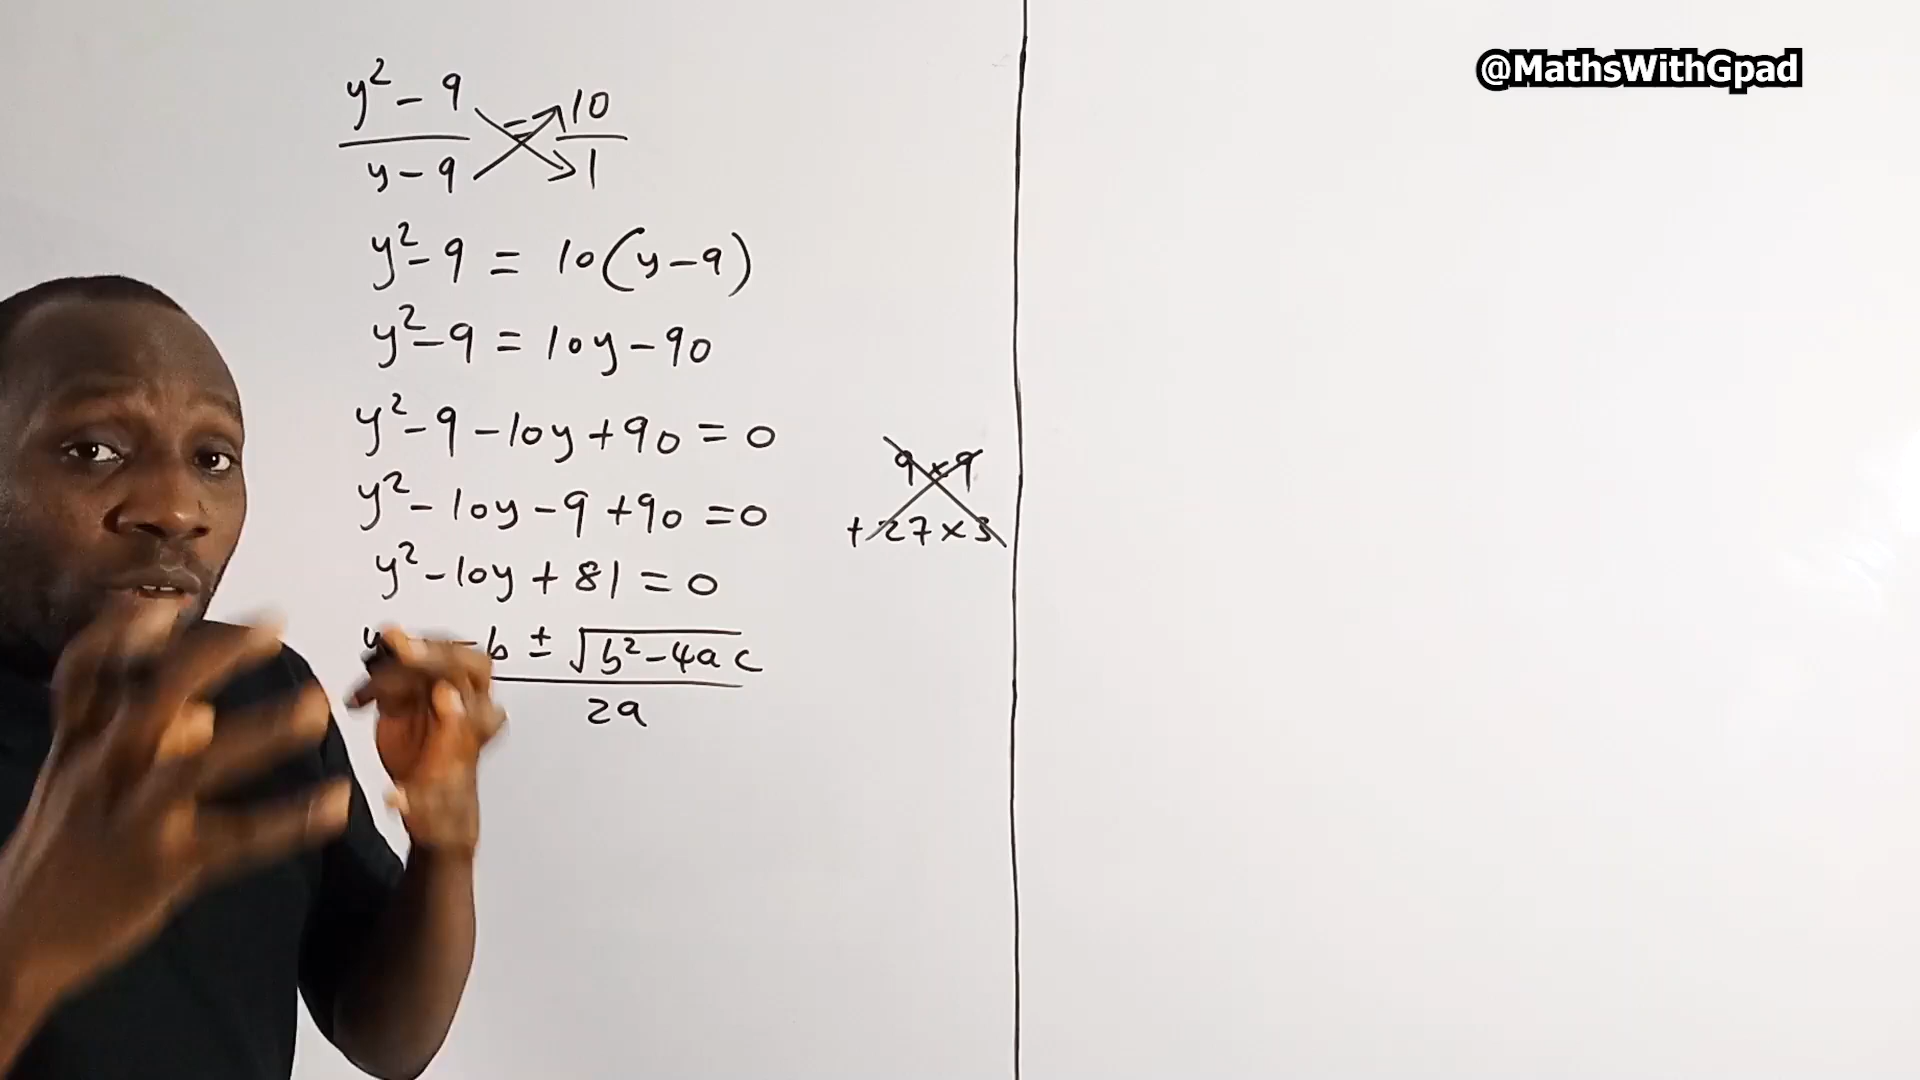 y² - 9 / y - 9 = 10 / 1
y² - 9 = 10(y - 9)
y² - 9 = 10y - 90
y² - 9 - 10y + 90 = 0
y² - 10y - 9 + 90 = 0
y² - 10y + 81 = 0
-b ± √b² - 4ac
2a
9 × 9
+ 27 × 3
@MathsWithGpad